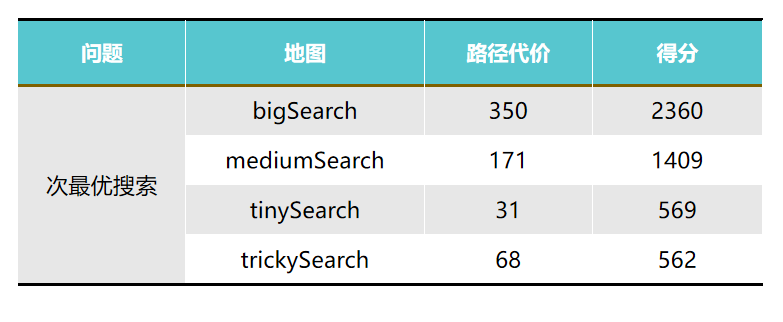 问题 地图 路径代价 得分
bigSearch 350 2360
mediumSearch 171 1409
次最优搜索
tinySearch 31 569
trickySearch 68 562